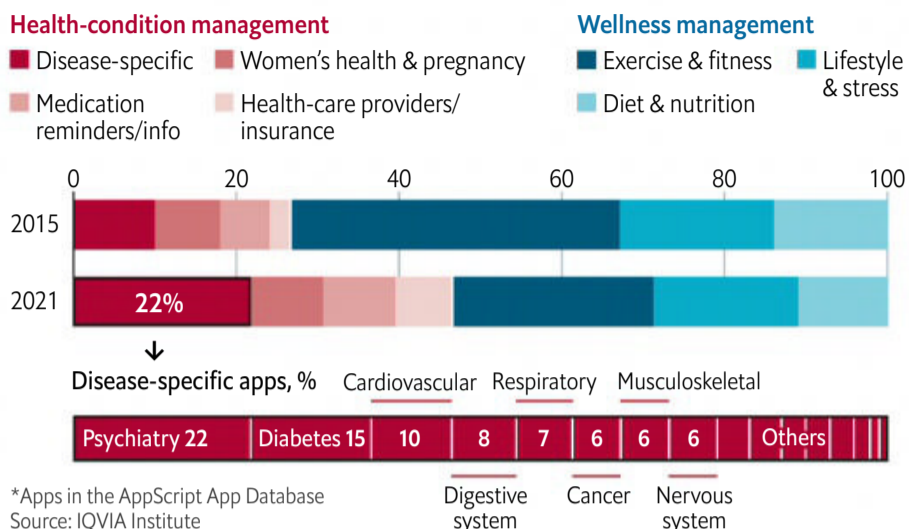 Health-condition management
Wellness management
Disease-specific
Women's health & pregnancy
Medication
reminders/info
Health-care providers/
insurance
Exercise & fitness
Lifestyle
& stress
Diet & nutrition
0 20 40 60 80 100
2015
2021
22%
Disease-specific apps, %
Cardiovascular
Respiratory
Musculoskeletal
Psychiatry 22
Diabetes 15
10
8
7
6
6
6
Others
Digestive
system
Cancer
Nervous
system
*Apps in the AppScript App Database
Source: IQVIA Institute